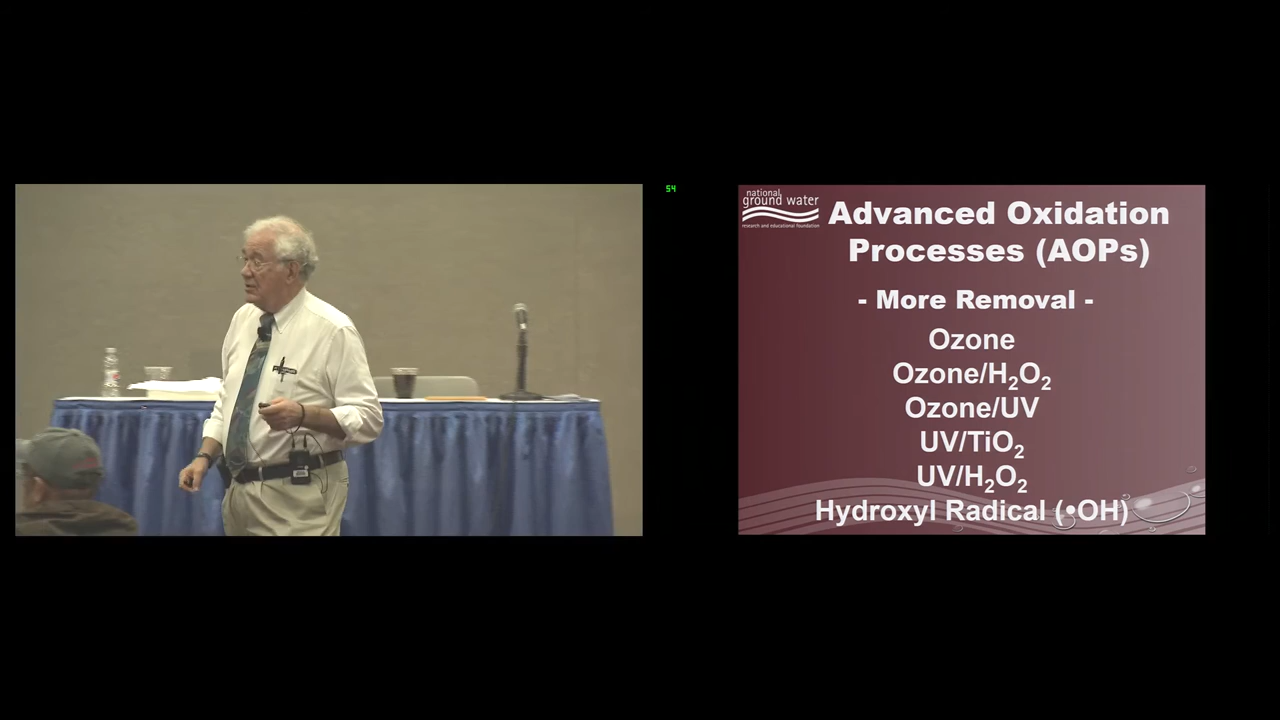 54
national
ground water
research and educational foundation
Advanced Oxidation
Processes (AOPs)
- More Removal -
Ozone
Ozone/H₂O₂
Ozone/UV
UV/TiO₂
UV/H₂O₂
Hydroxyl Radical (•OH)